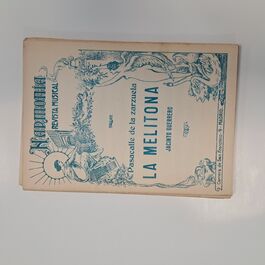 HARMONÍA
REVISTA MUSICAL
Pasacalle de la zarzuela
LA MELITONA
JACINTO GUERRERO